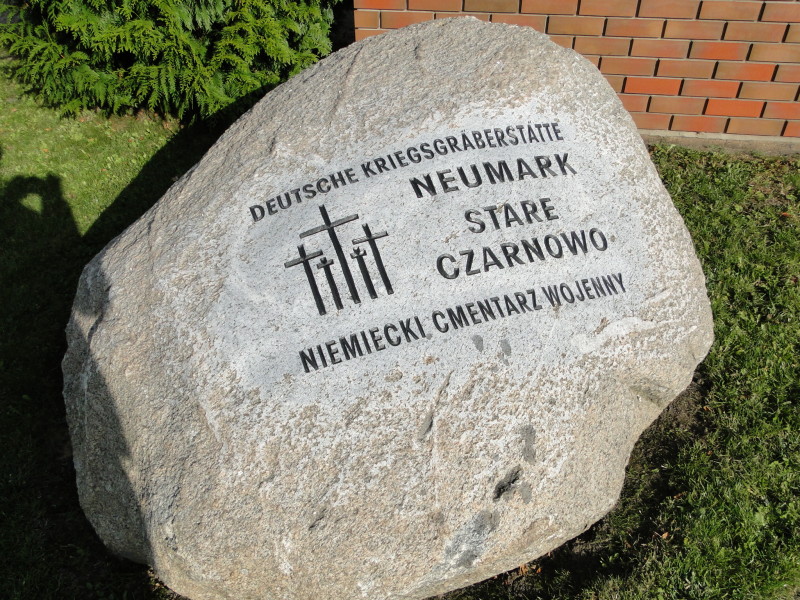 DEUTSCHE KRIEGSGRÄBERSTÄTTE
NEUMARK
STARE
CZARNOWO
NIEMIECKI CMENTARZ WOJENNY